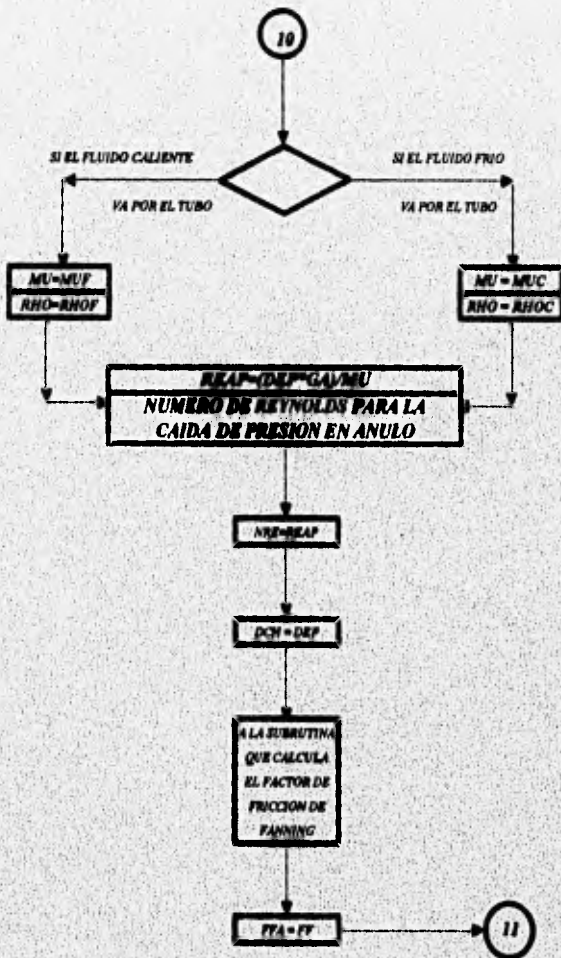 10
SI EL FLUIDO CALIENTE
VA POR EL TUBO
SI EL FLUIDO FRIO
VA POR EL TUBO
MU=MUF
RHO=RHOF
MU = MUC
RHO = RHOC
REAP=(DEP*GA)/MU
NUMERO DE REYNOLDS PARA LA
CAIDA DE PRESION EN ANULO
NRE=REAP
DCH = DEP
A LA SUBRUTINA
QUE CALCULA
EL FACTOR DE
FRICCION DE
FANNING
FFA = FF
11